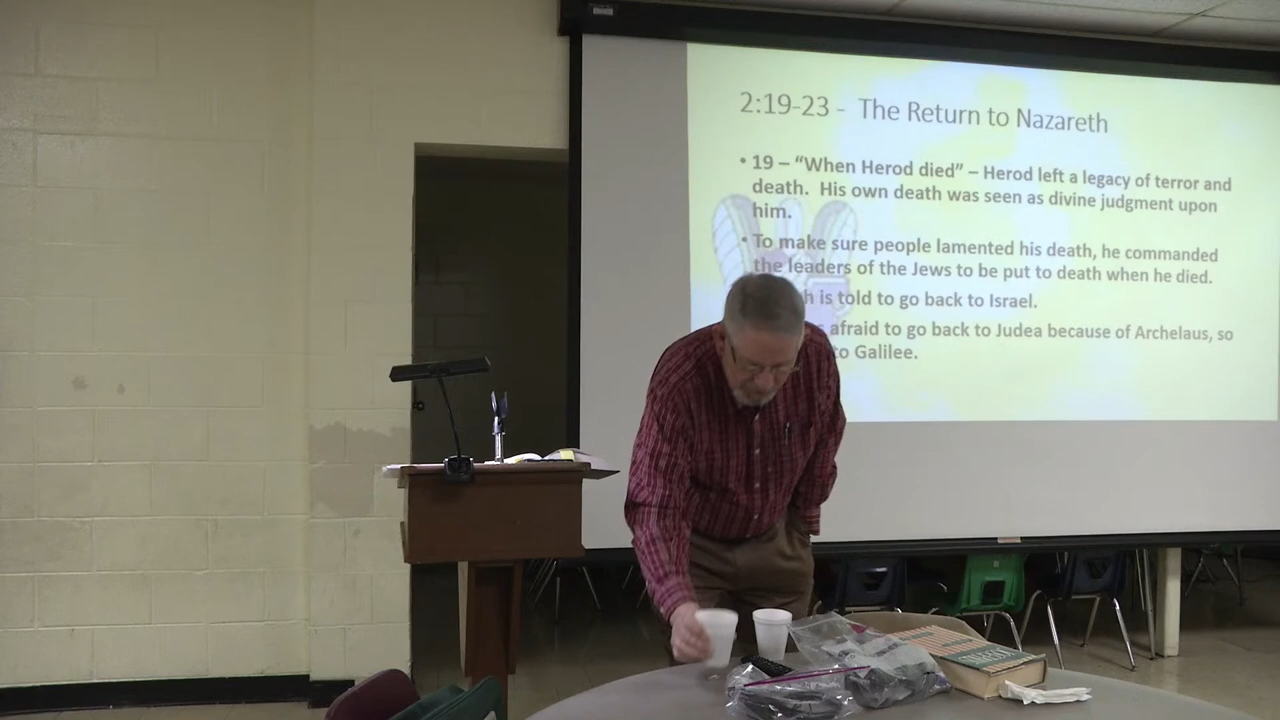 2:19-23 - The Return to Nazareth
• 19 – “When Herod died” – Herod left a legacy of terror and
death. His own death was seen as divine judgment upon
him.
• To make sure people lamented his death, he commanded
the leaders of the Jews to be put to death when he died.
h is told to go back to Israel.
s afraid to go back to Judea because of Archelaus, so
to Galilee.